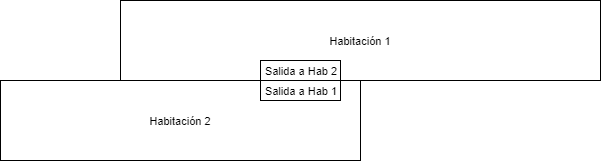 Habitación 1
Salida a Hab 2
Salida a Hab 1
Habitación 2